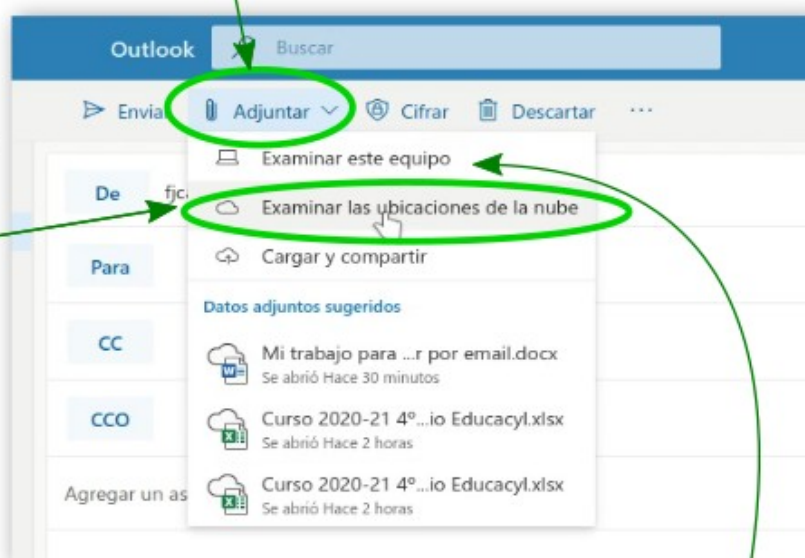 Outlook Buscar
Adjuntar Cifrar Descartar ...
Examinar este equipo
De
Examinar las ubicaciones de la nube
Para
Cargar y compartir
Datos adjuntos sugeridos
CC
Mi trabajo para ...r por email.docx
Se abrió Hace 30 minutos
CCO
Curso 2020-21 4º...io Educacyl.xlsx
Se abrió Hace 2 horas
Agregar un
Curso 2020-21 4º...io Educacyl.xlsx
Se abrió Hace 2 horas